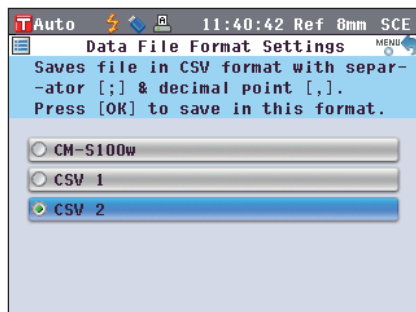 TAuto A 11:40:42 Ref 8mm SCE
Data File Format Settings MENU
Saves file in CSV format with separ-
-ator [;] & decimal point [,].
Press [OK] to save in this format.
CM-S100w
CSV 1
CSV 2